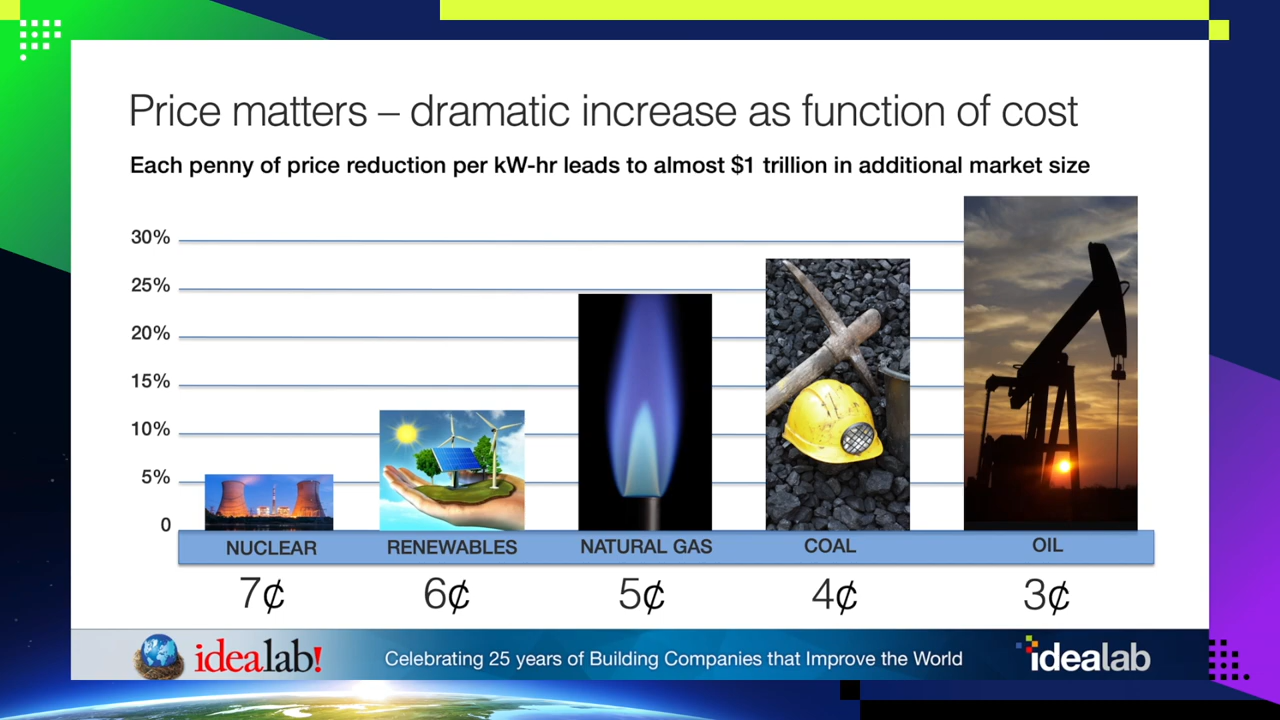 Price matters – dramatic increase as function of cost
Each penny of price reduction per kW-hr leads to almost $1 trillion in additional market size
30%
25%
20%
15%
10%
5%
0
NUCLEAR RENEWABLES NATURAL GAS COAL OIL
7¢ 6¢ 5¢ 4¢ 3¢
idealab! Celebrating 25 years of Building Companies that Improve the World idealab